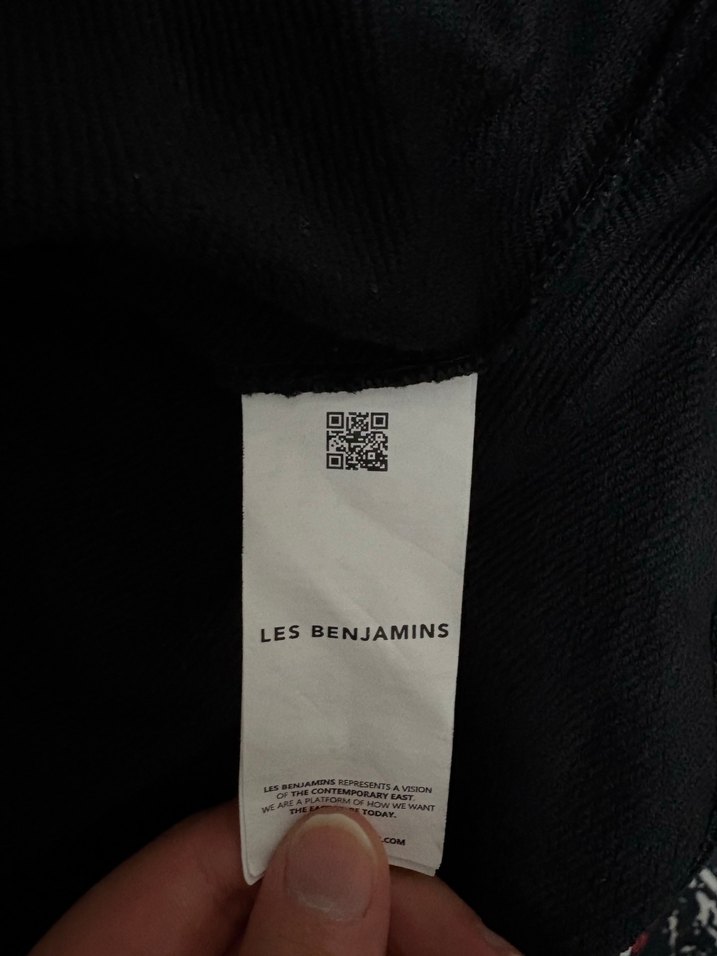 LES BENJAMINS
LES BENJAMINS REPRESENTS A VISION
OF THE CONTEMPORARY EAST.
WE ARE A PLATFORM OF HOW WE WANT
THE TODAY.
.COM